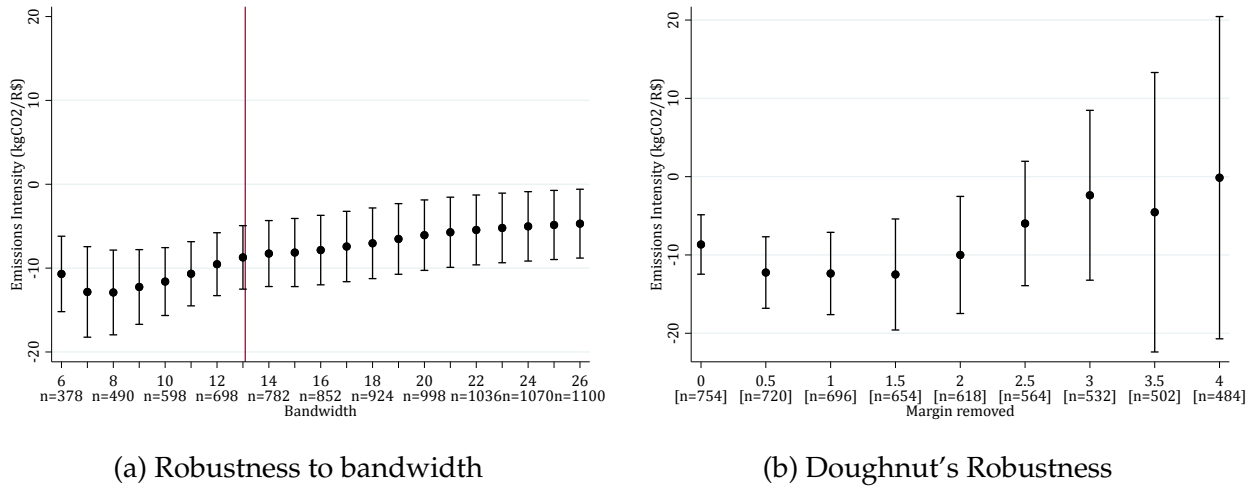 Emissions Intensity (kgCO2/R$)
20
10
0
-10
-20
6 8 10 12 14 16 18 20 22 24 26
n=378 n=490 n=598 n=698 n=782 n=852 n=924 n=998 n=1036 n=1070 n=1100
Bandwidth
(a) Robustness to bandwidth
Emissions Intensity (kgCO2/R$)
20
10
0
-10
-20
0 0.5 1 1.5 2 2.5 3 3.5 4
[n=754] [n=720] [n=696] [n=654] [n=618] [n=564] [n=532] [n=502] [n=484]
Margin removed
(b) Doughnut's Robustness